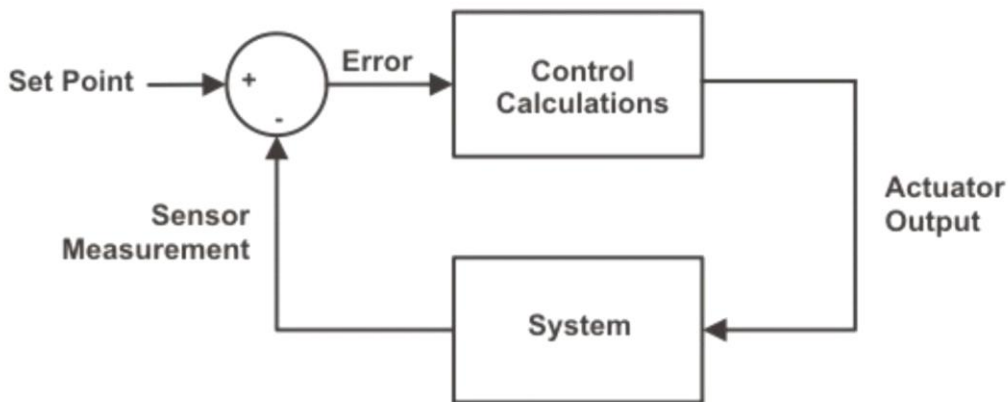 Set Point
+
-
Error
Control
Calculations
Actuator
Output
System
Sensor
Measurement